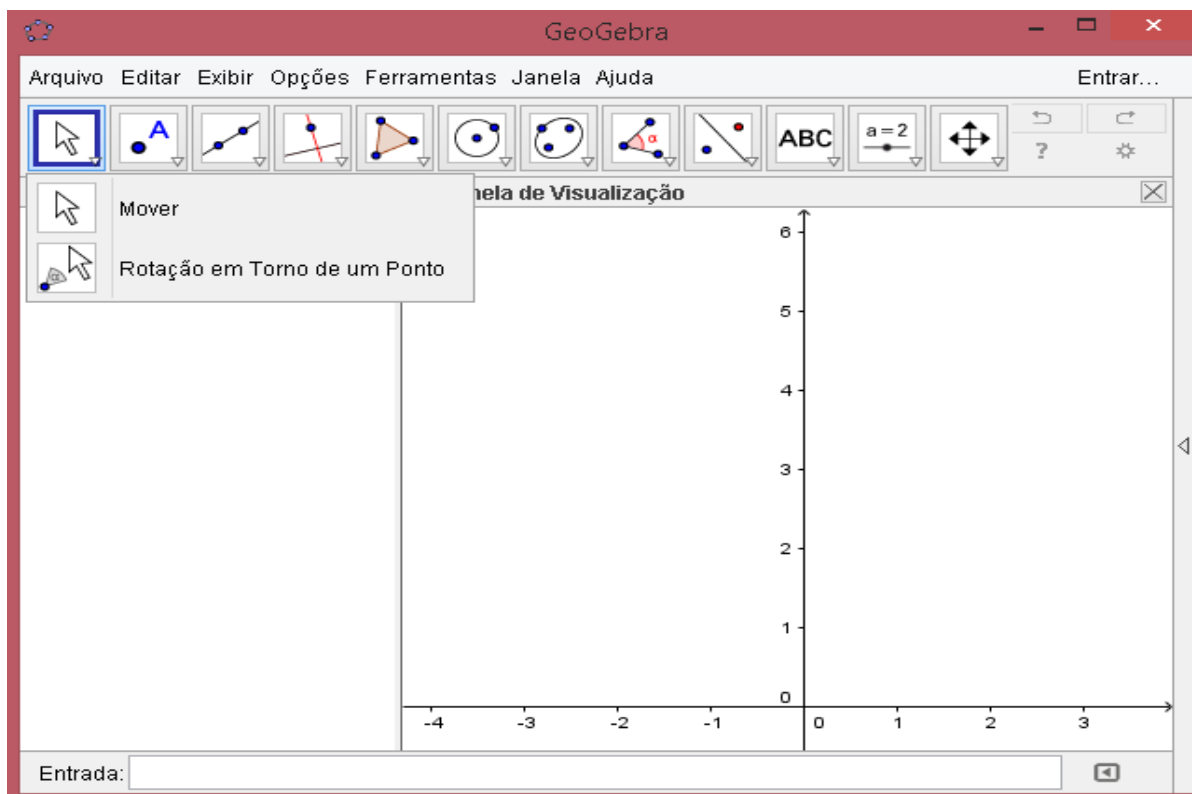 GeoGebra
Arquivo Editar Exibir Opções Ferramentas Janela Ajuda Entrar...
A α ABC a=2 ?
nela de Visualização
Mover
α
Rotação em Torno de um Ponto
6
5
4
3
2
1
0
-4 -3 -2 -1 0 1 2 3
Entrada: